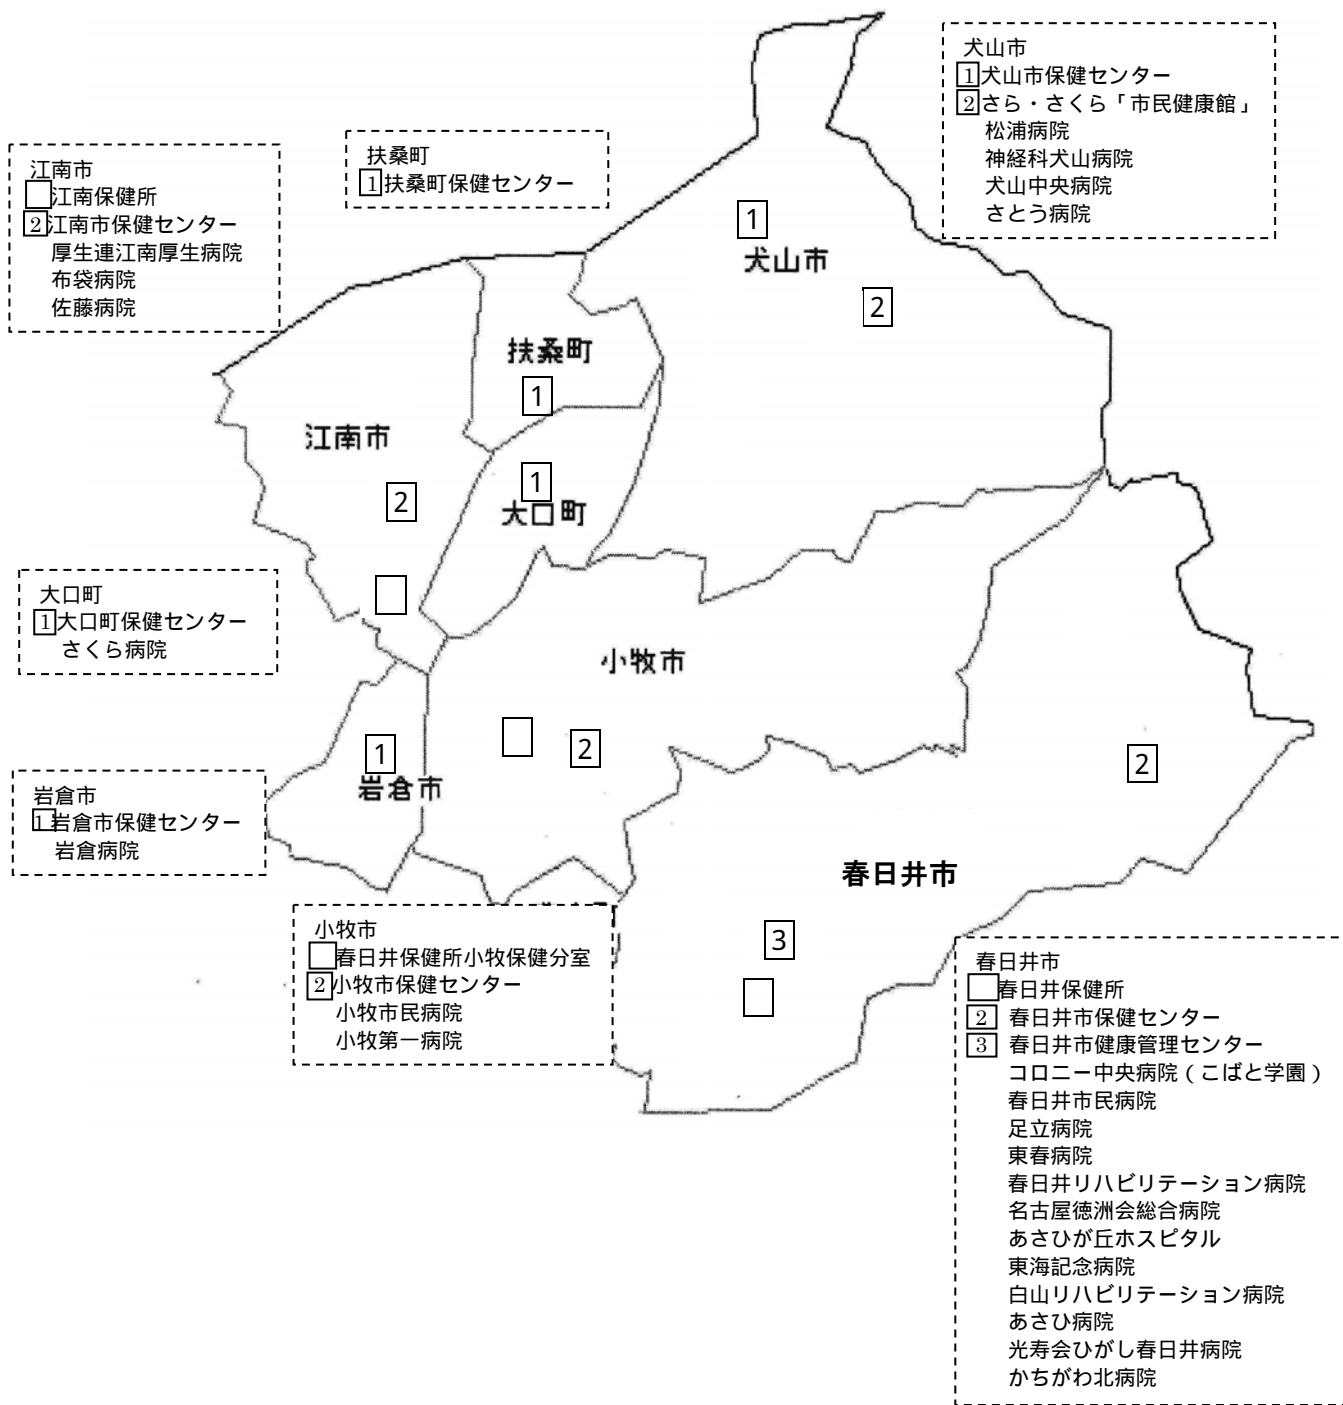 犬山市
1犬山市保健センター
2さら・さくら「市民健康館」
松浦病院
神経科犬山病院
犬山中央病院
さとう病院
扶桑町
1扶桑町保健センター
江南市
江南保健所
2江南市保健センター
厚生連江南厚生病院
布袋病院
佐藤病院
1
犬山市
2
扶桑町
1
江南市
2
1
大口町
大口町
1大口町保健センター
さくら病院
小牧市
2
1
岩倉市
2
岩倉市
1岩倉市保健センター
岩倉病院
春日井市
3
小牧市
春日井保健所小牧保健分室
2小牧市保健センター
小牧市民病院
小牧第一病院
春日井市
春日井保健所
2 春日井市保健センター
3 春日井市健康管理センター
コロニー中央病院(こばと学園)
春日井市民病院
足立病院
東春病院
春日井リハビリテーション病院
名古屋徳洲会総合病院
あさひが丘ホスピタル
東海記念病院
白山リハビリテーション病院
あさひ病院
光寿会ひがし春日井病院
かちがわ北病院